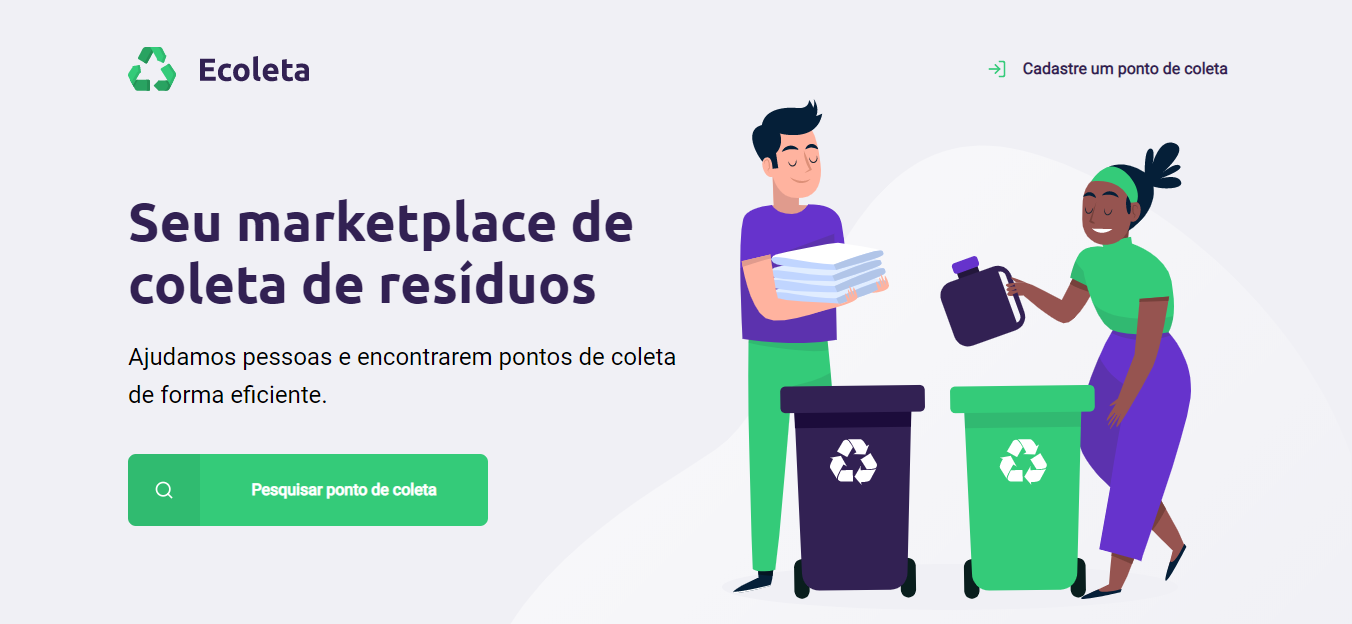 Ecoleta
Cadastre um ponto de coleta
Seu marketplace de
coleta de resíduos
Ajudamos pessoas e encontrarem pontos de coleta
de forma eficiente.
Pesquisar ponto de coleta